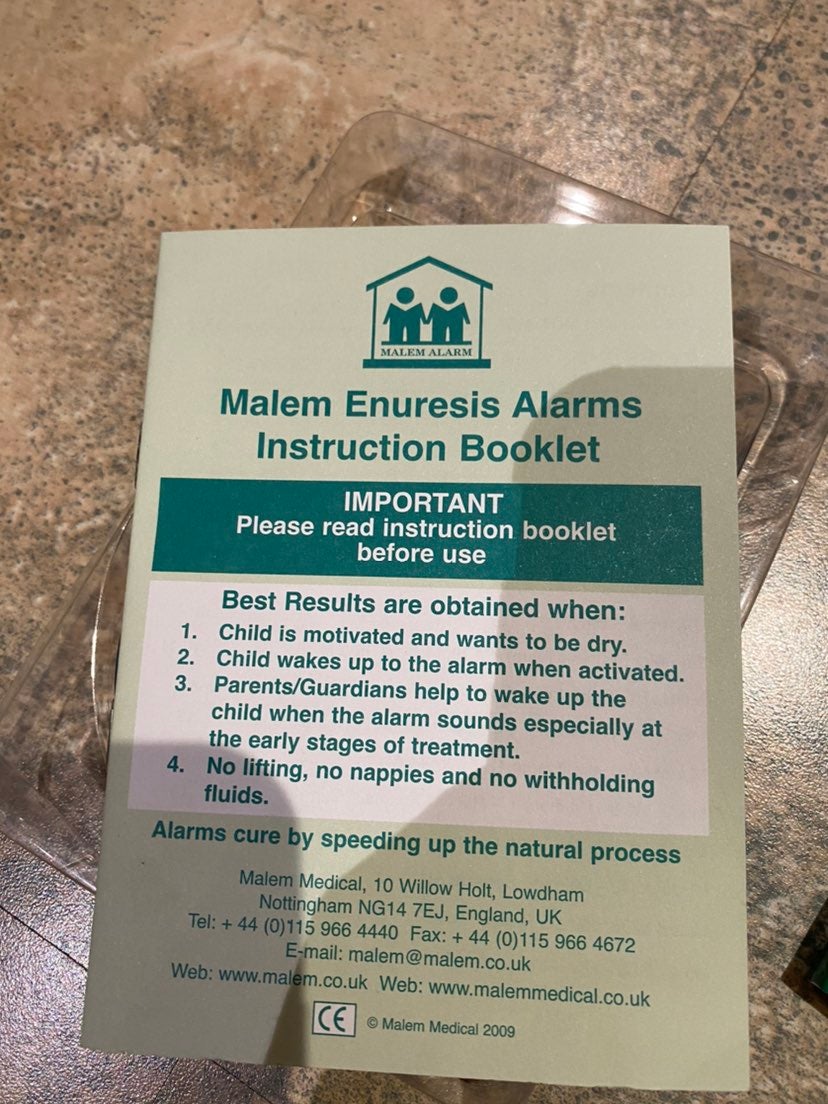 MALEM ALARM
Malem Enuresis Alarms
Instruction Booklet
IMPORTANT
Please read instruction booklet
before use
Best Results are obtained when:
1. Child is motivated and wants to be dry.
2. Child wakes up to the alarm when activated.
3. Parents/Guardians help to wake up the
child when the alarm sounds especially at
the early stages of treatment.
4. No lifting, no nappies and no withholding
fluids.
Alarms cure by speeding up the natural process
Malem Medical, 10 Willow Holt, Lowdham
Nottingham NG14 7EJ, England, UK
Tel: + 44 (0)115 966 4440 Fax: + 44 (0)115 966 4672
E-mail: malem@malem.co.uk
Web: www.malem.co.uk Web: www.malemmedical.co.uk
CE © Malem Medical 2009